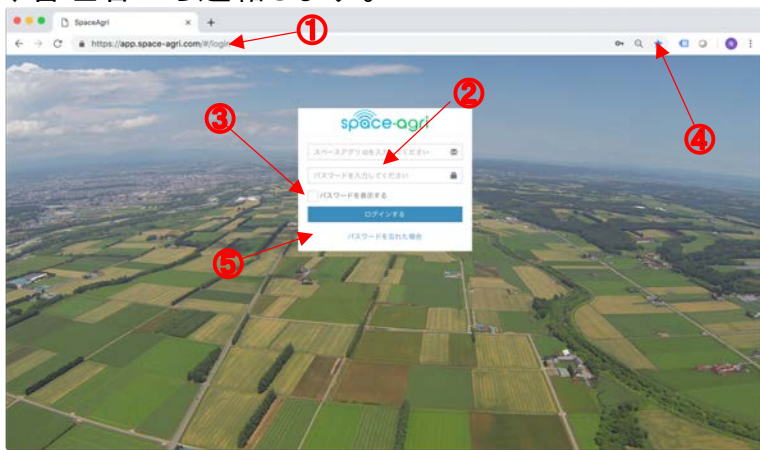 SpaceAgri
https://app.space-agri.com/#/login
①
space-agri
②
③
④
スペースアグリIDを入力してください
パスワードを入力してください
パスワードを表示する
ログインする
パスワードを忘れた場合
⑤